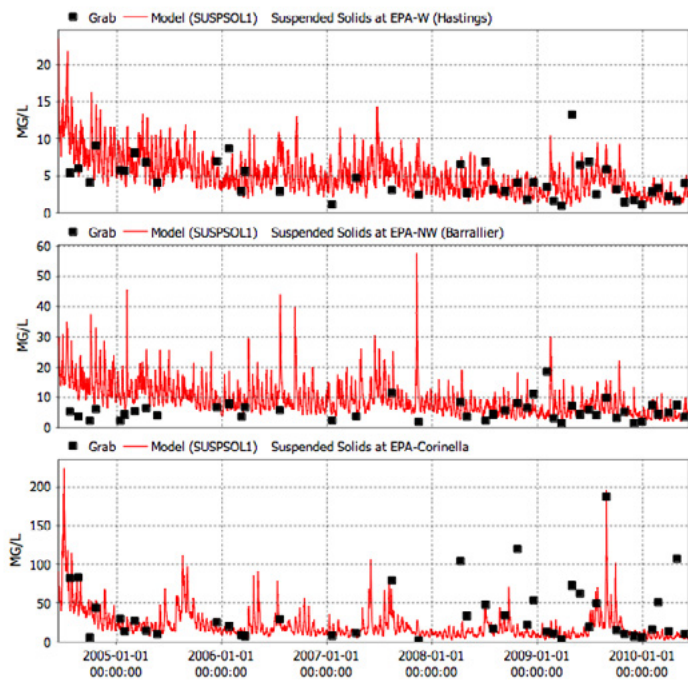 Grab Model (SUSPSOL1) Suspended Solids at EPA-W (Hastings)
20
15
10
5
0
MG/L
Grab Model (SUSPSOL1) Suspended Solids at EPA-NW (Barrallier)
60
50
40
30
20
10
0
MG/L
Grab Model (SUSPSOL1) Suspended Solids at EPA-Corinella
200
150
100
50
0
MG/L
2005-01-01 2006-01-01 2007-01-01 2008-01-01 2009-01-01 2010-01-01
00:00:00 00:00:00 00:00:00 00:00:00 00:00:00 00:00:00